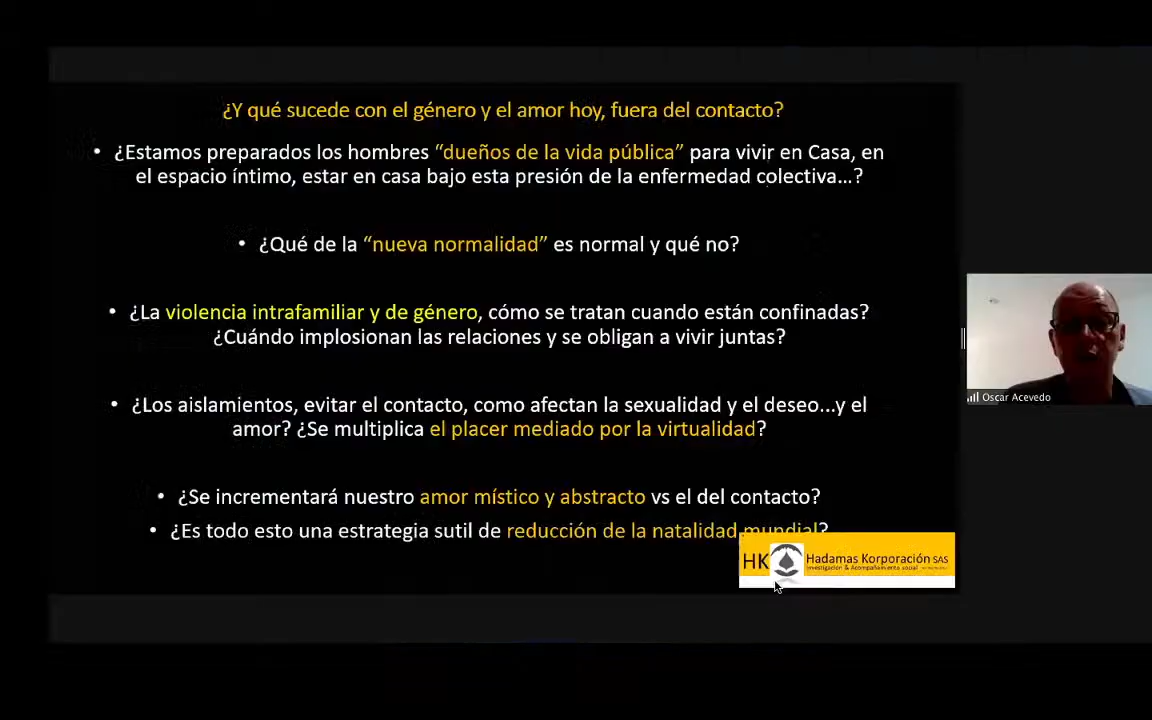 ¿Y qué sucede con el género y el amor hoy, fuera del contacto?
• ¿Estamos preparados los hombres “dueños de la vida pública” para vivir en Casa, en
el espacio íntimo, estar en casa bajo esta presión de la enfermedad colectiva...?
• ¿Qué de la “nueva normalidad” es normal y qué no?
• ¿La violencia intrafamiliar y de género, cómo se tratan cuando están confinadas?
¿Cuándo implosionan las relaciones y se obligan a vivir juntas?
• ¿Los aislamientos, evitar el contacto, como afectan la sexualidad y el deseo...y el
amor? ¿Se multiplica el placer mediado por la virtualidad?
• ¿Se incrementará nuestro amor místico y abstracto vs el del contacto?
• ¿Es todo esto una estrategia sutil de reducción de la natalidad mundial?
HK Hadamas Korporación SAS
Investigación & Acompañamiento social
Oscar Acevedo